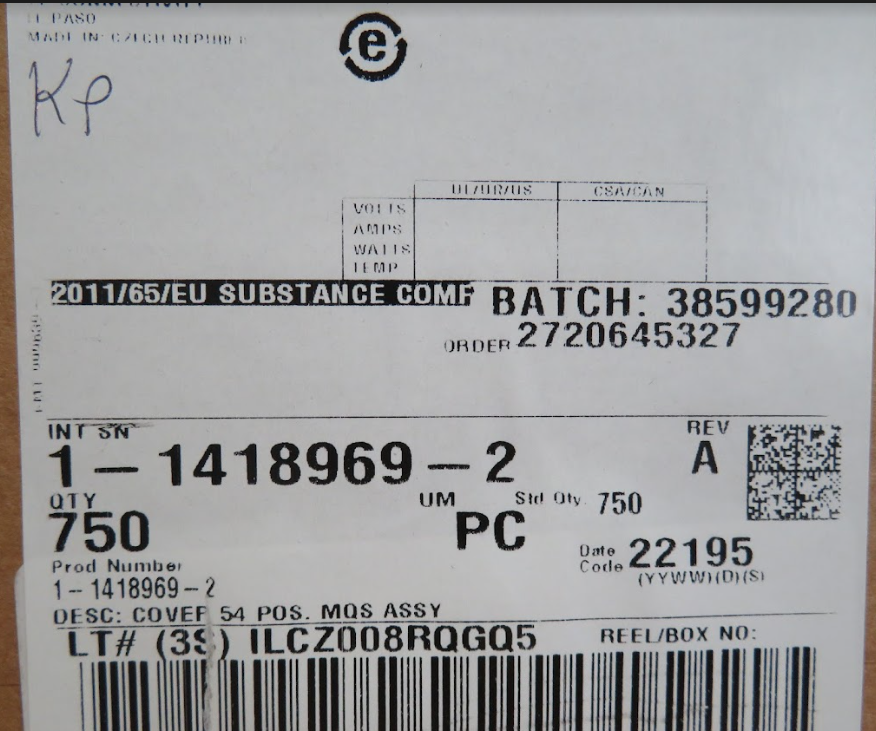 EL PASO
MADE IN: CZECH REPUBLIC
e
Kp
UL/UR/US CSA/CAN
VOLTS
AMPS
WATTS
TEMP
2011/65/EU SUBSTANCE COMP
BATCH: 38599280
ORDER 2720645327
INT SN
1-1418969-2
REV
A
QTY
750
UM
PC
Std Qty. 750
Date Code 22195
(YYWW)(D)(S)
Prod Number
1-1418969-2
DESC: COVER 54 POS. MQS ASSY
LT# (3S) ILCZ008RQGQ5 REEL/BOX NO: